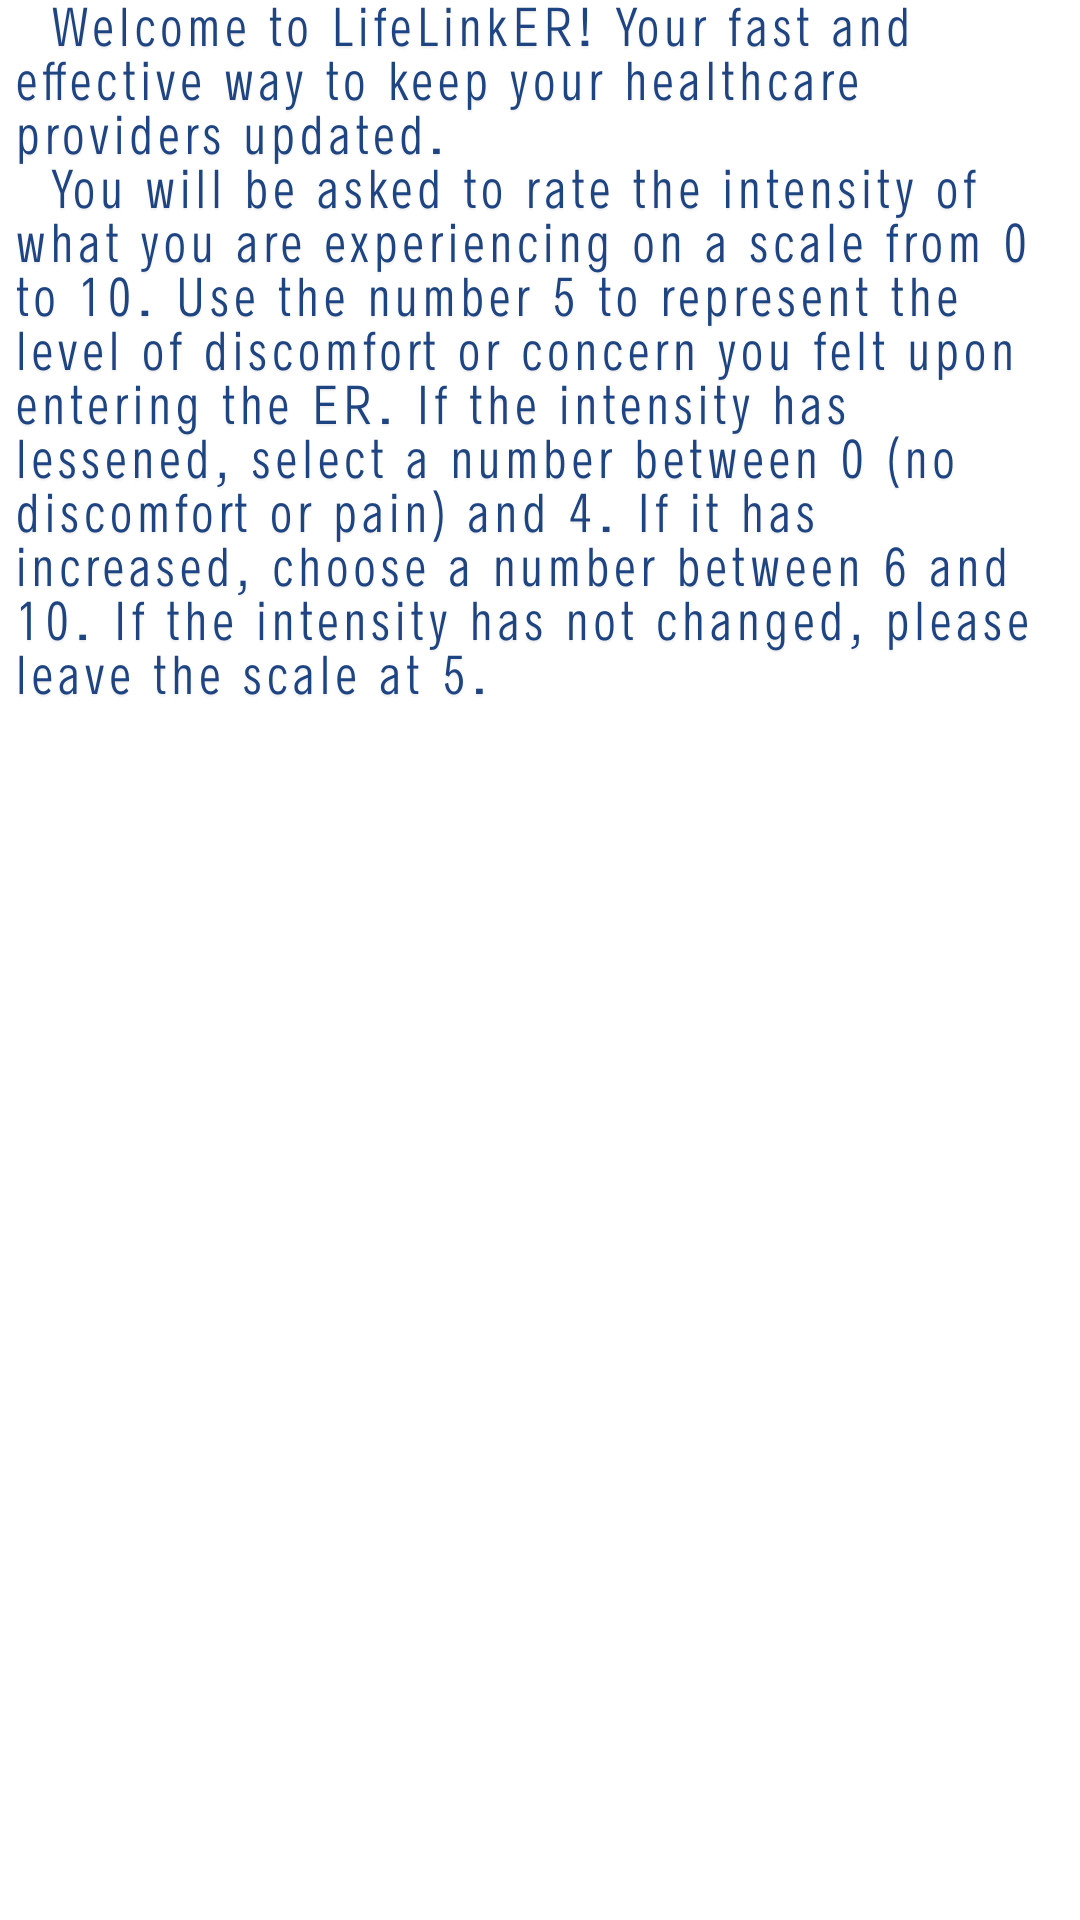 Welcome to LifeLinkER! Your fast and
effective way to keep your healthcare
providers updated.
You will be asked to rate the intensity of
what you are experiencing on a scale from 0
to 10. Use the number 5 to represent the
level of discomfort or concern you felt upon
entering the ER. If the intensity has
lessened, select a number between 0 (no
discomfort or pain) and 4. If it has
increased, choose a number between 6 and
10. If the intensity has not changed, please
leave the scale at 5.